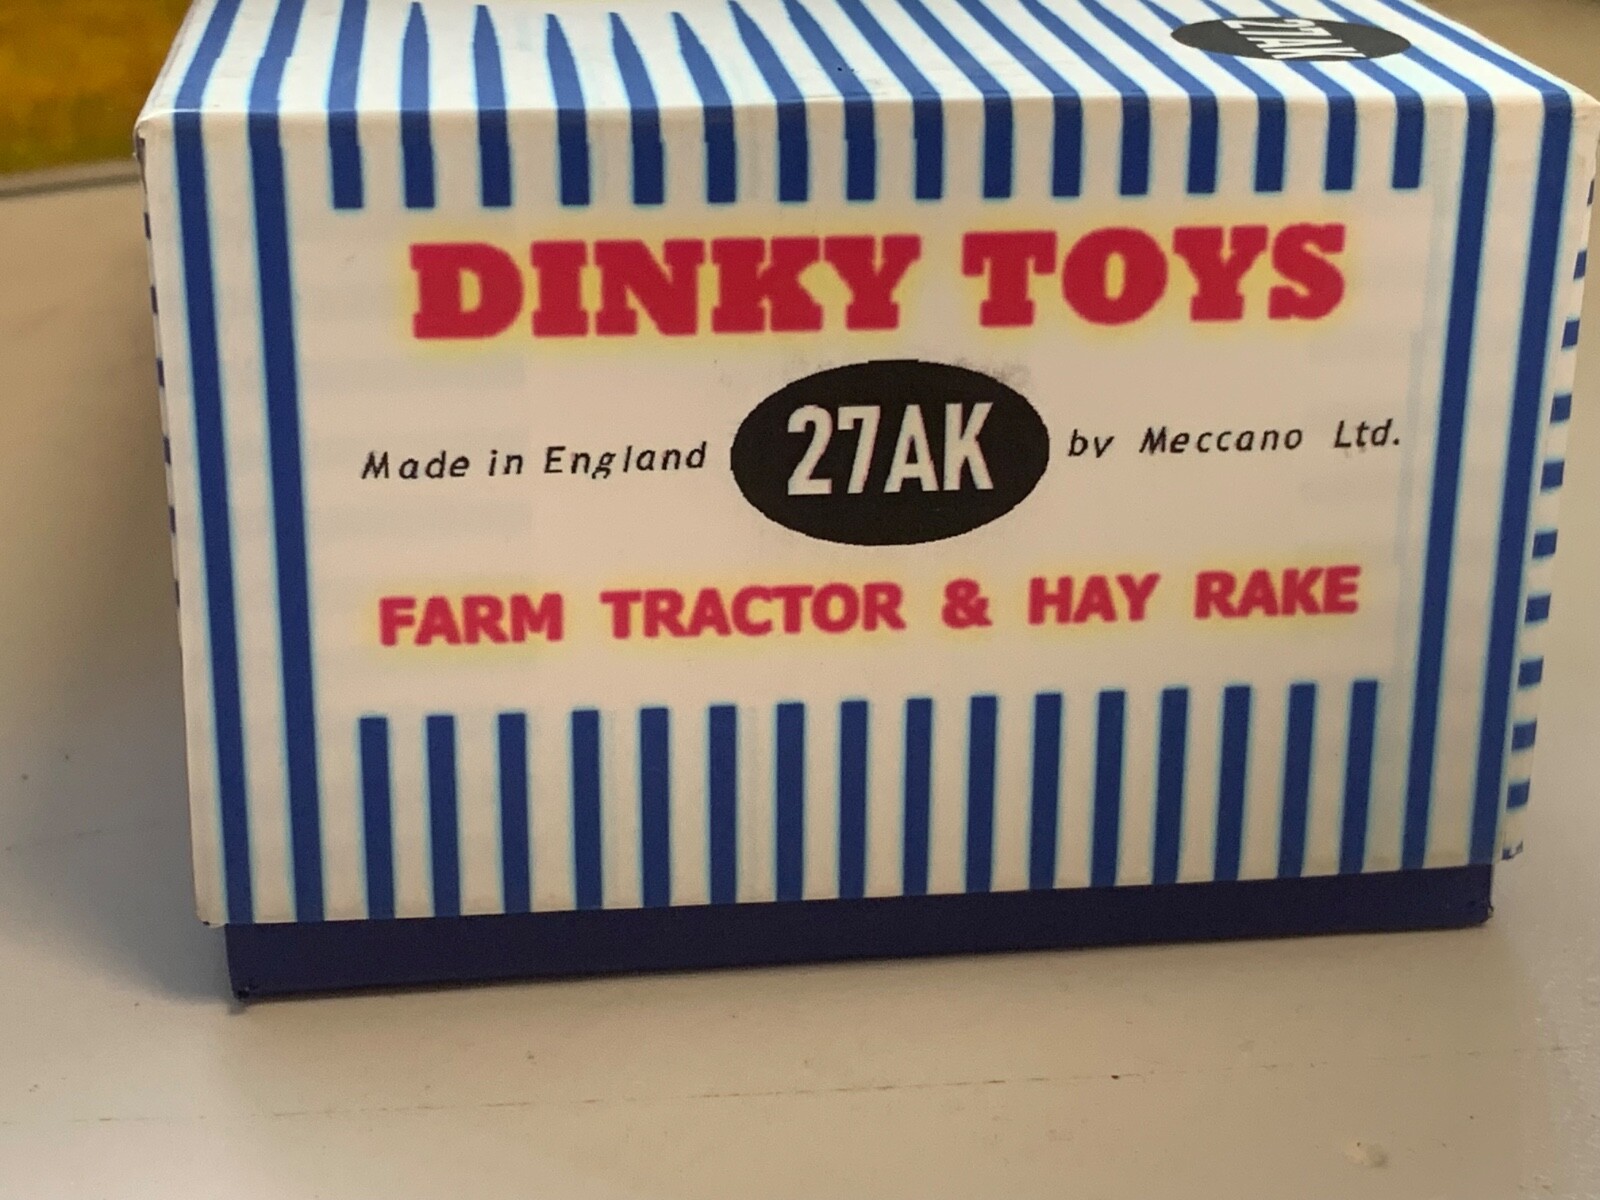 27AK
DINKY TOYS
Made in England 27AK by Meccano Ltd.
FARM TRACTOR & HAY RAKE